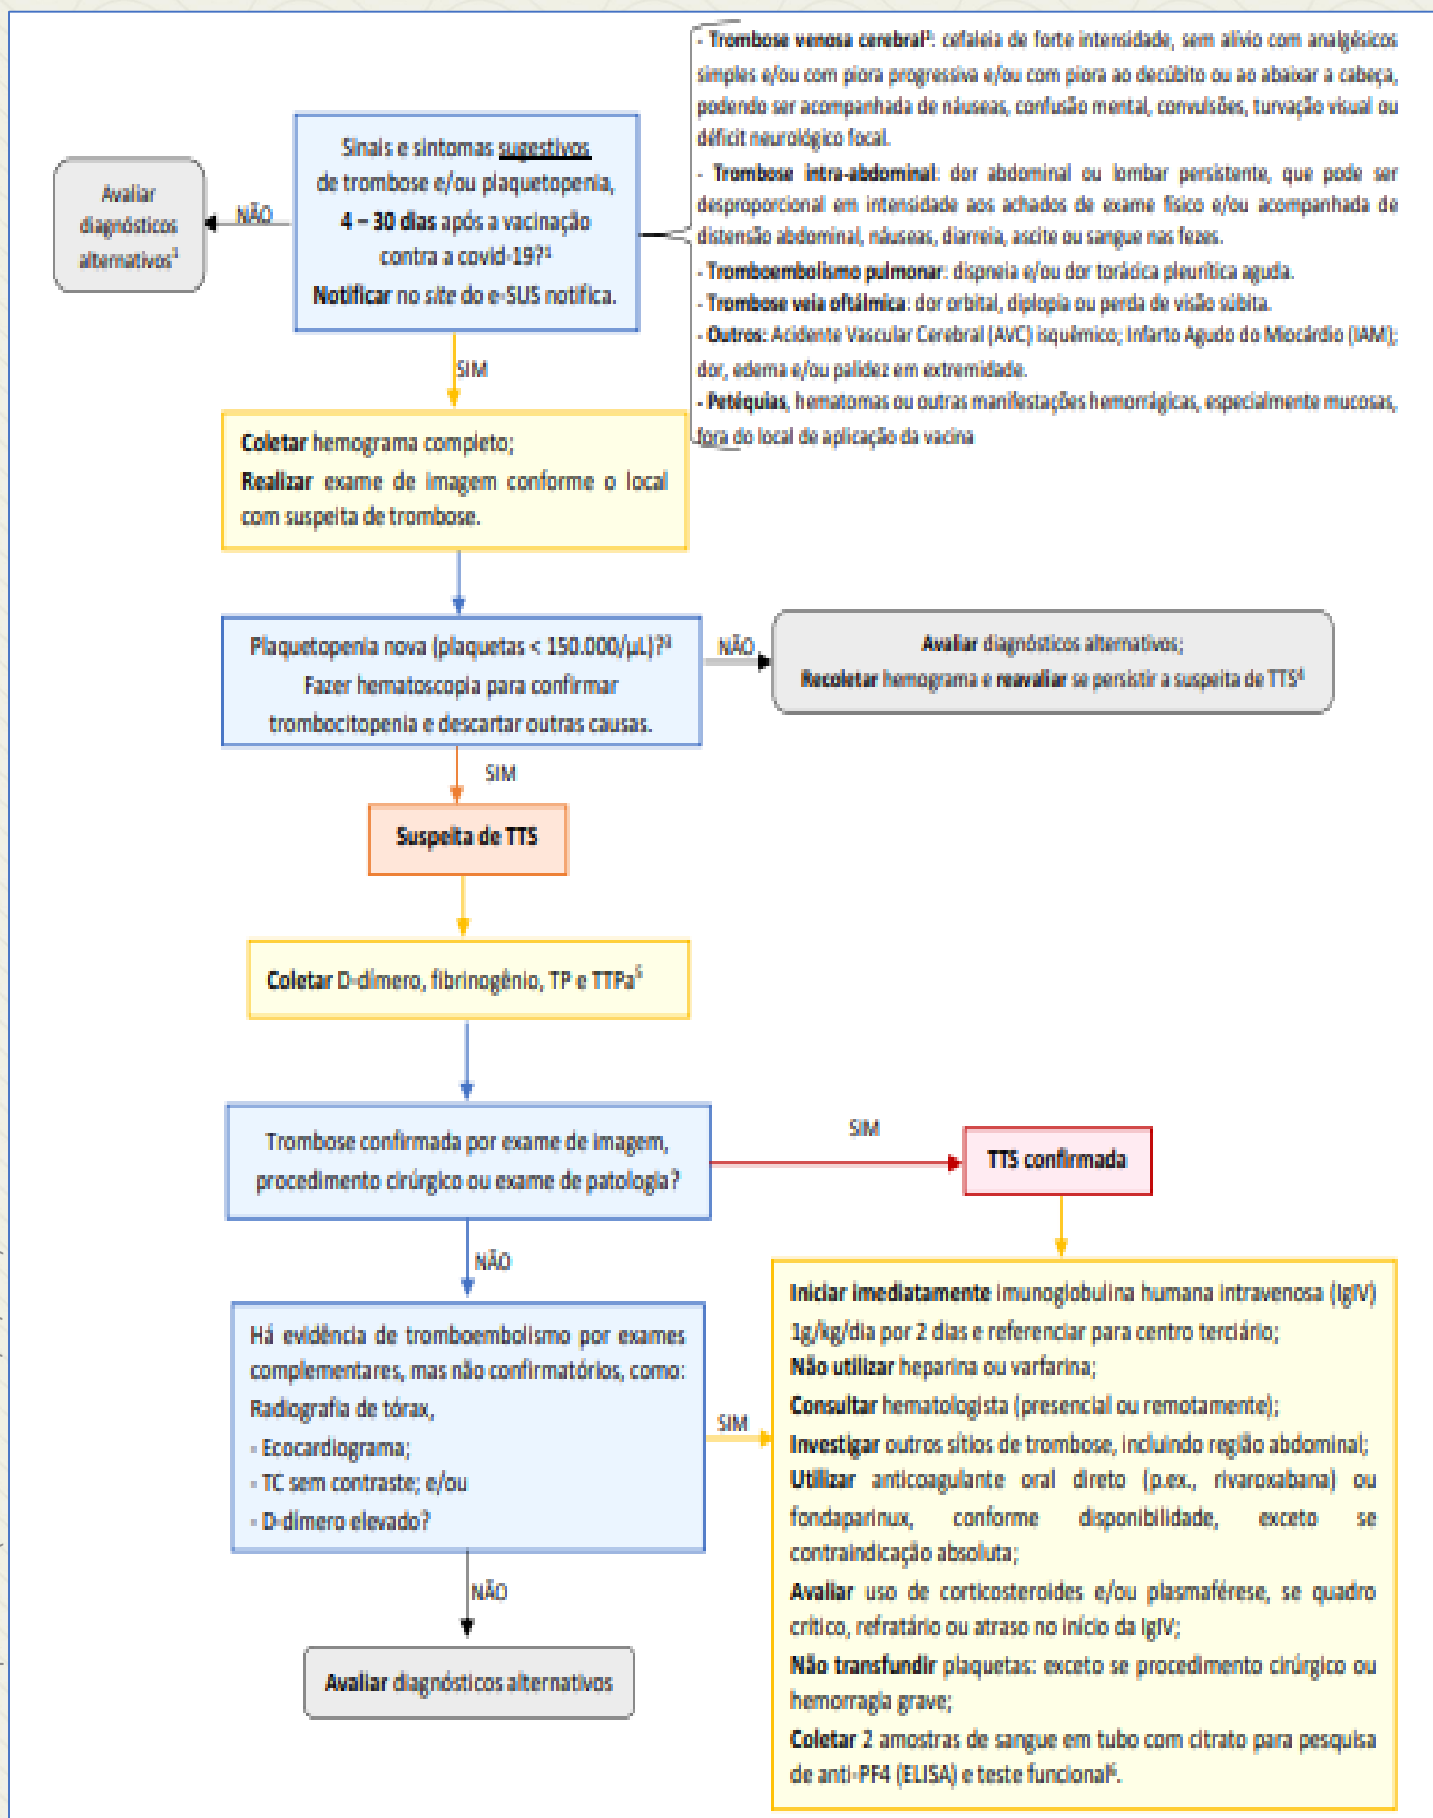 - Trombose venosa cerebral²: cefaleia de forte intensidade, sem alívio com analgésicos
simples e/ou com piora progressiva e/ou com piora ao decúbito ou ao abaixar a cabeça,
podendo ser acompanhada de náuseas, confusão mental, convulsões, turvação visual ou
déficit neurológico focal.
- Trombose intra-abdominal: dor abdominal ou lombar persistente, que pode ser
desproporcional em intensidade aos achados de exame físico e/ou acompanhada de
distensão abdominal, náuseas, diarreia, ascite ou sangue nas fezes.
- Tromboembolismo pulmonar: dispneia e/ou dor torácica pleurítica aguda.
- Trombose veia oftálmica: dor orbital, diplopia ou perda de visão súbita.
- Outros: Acidente Vascular Cerebral (AVC) isquêmico; Infarto Agudo do Miocárdio (IAM);
dor, edema e/ou palidez em extremidade.
- Petéquias, hematomas ou outras manifestações hemorrágicas, especialmente mucosas,
fora do local de aplicação da vacina
Sinais e sintomas sugestivos
de trombose e/ou plaquetopenia,
4 – 30 dias após a vacinação
contra a covid-19?¹
Notificar no site do e-SUS notifica.
NÃO
Avaliar
diagnósticos
alternativos²
SIM
Coletar hemograma completo;
Realizar exame de imagem conforme o local
com suspeita de trombose.
Plaquetopenia nova (plaquetas < 150.000/µL)?³
Fazer hematoscopia para confirmar
trombocitopenia e descartar outras causas.
NÃO
Avaliar diagnósticos alternativos;
Recoletar hemograma e reavaliar se persistir a suspeita de TTS⁴
SIM
Suspeita de TTS
Coletar D-dímero, fibrinogênio, TP e TTPa⁵
Trombose confirmada por exame de imagem,
procedimento cirúrgico ou exame de patologia?
SIM
TTS confirmada
NÃO
Há evidência de tromboembolismo por exames
complementares, mas não confirmatórios, como:
Radiografia de tórax,
- Ecocardiograma;
- TC sem contraste; e/ou
- D-dímero elevado?
SIM
Iniciar imediatamente imunoglobulina humana intravenosa (IgIV)
1g/kg/dia por 2 dias e referenciar para centro terciário;
Não utilizar heparina ou varfarina;
Consultar hematologista (presencial ou remotamente);
Investigar outros sítios de trombose, incluindo região abdominal;
Utilizar anticoagulante oral direto (p.ex., rivaroxabana) ou
fondaparinux, conforme disponibilidade, exceto se
contraindicação absoluta;
Avaliar uso de corticosteroides e/ou plasmaférese, se quadro
crítico, refratário ou atraso no início da IgIV;
Não transfundir plaquetas: exceto se procedimento cirúrgico ou
hemorragia grave;
Coletar 2 amostras de sangue em tubo com citrato para pesquisa
de anti-PF4 (ELISA) e teste funcional⁶.
NÃO
Avaliar diagnósticos alternativos